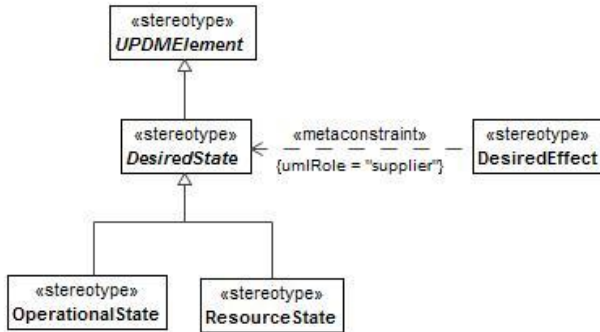 «stereotype»
UPDMElement
«stereotype»
DesiredState
«metaconstraint»
{umlRole = "supplier"}
«stereotype»
DesiredEffect
«stereotype»
OperationalState
«stereotype»
ResourceState